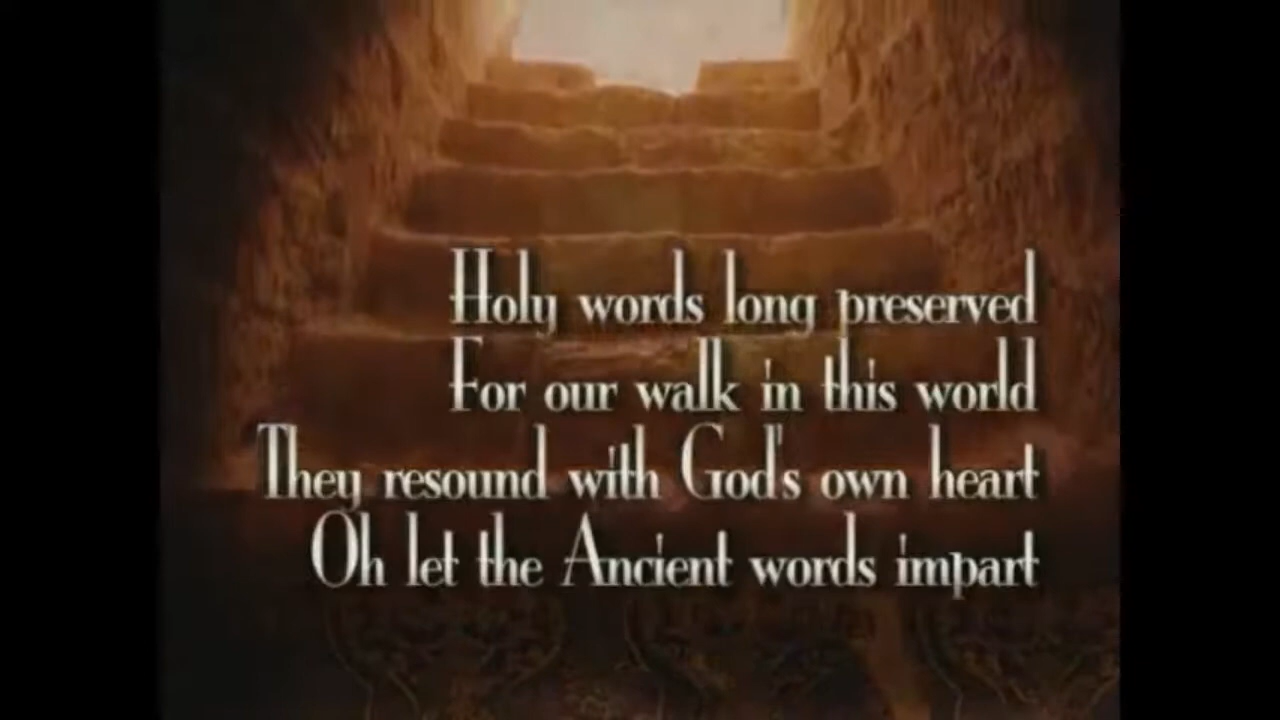 Holy words long preserved
For our walk in this world
They resound with God's own heart
Oh let the Ancient words impart